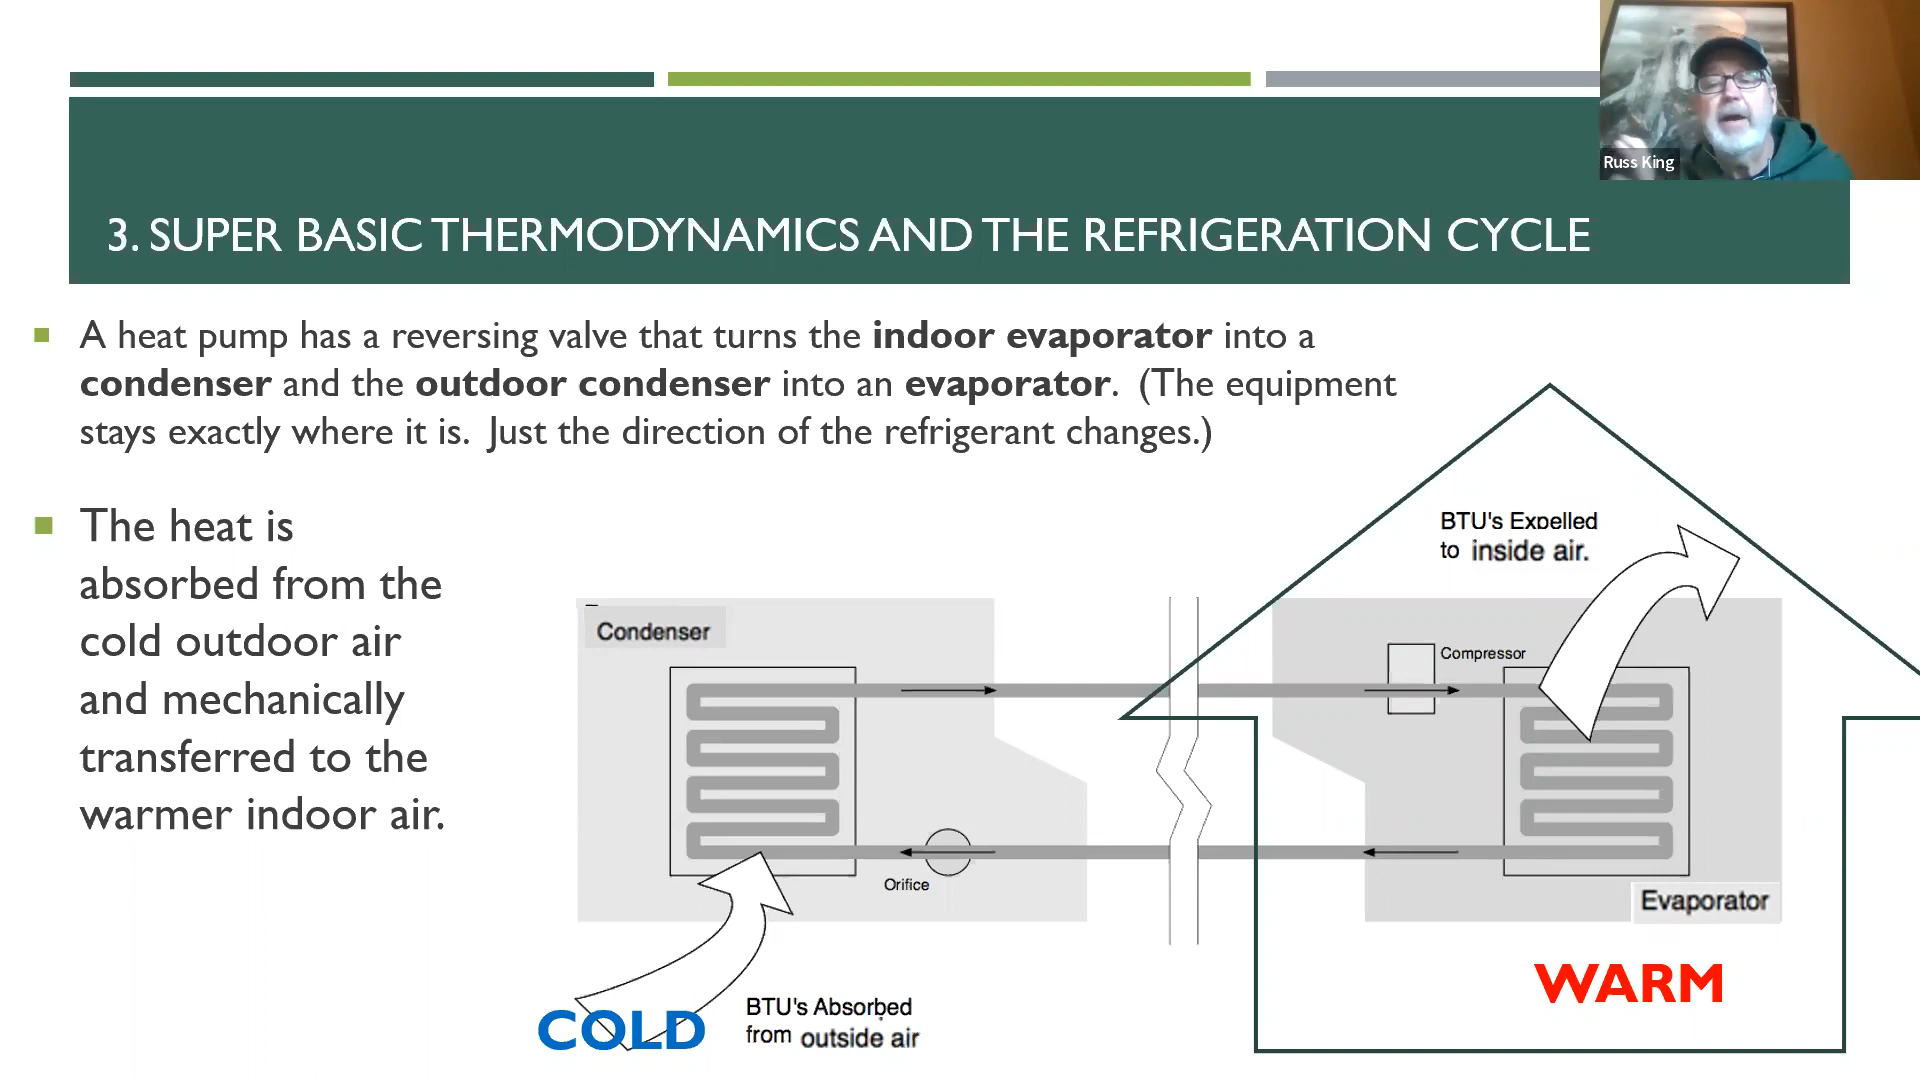 Russ King
3. SUPER BASIC THERMODYNAMICS AND THE REFRIGERATION CYCLE
A heat pump has a reversing valve that turns the indoor evaporator into a
condenser and the outdoor condenser into an evaporator. (The equipment
stays exactly where it is. Just the direction of the refrigerant changes.)
The heat is
absorbed from the
cold outdoor air
and mechanically
transferred to the
warmer indoor air.
BTU's Expelled
to inside air.
Condenser
Compressor
Orifice
Evaporator
WARM
COLD
BTU's Absorbed
from outside air